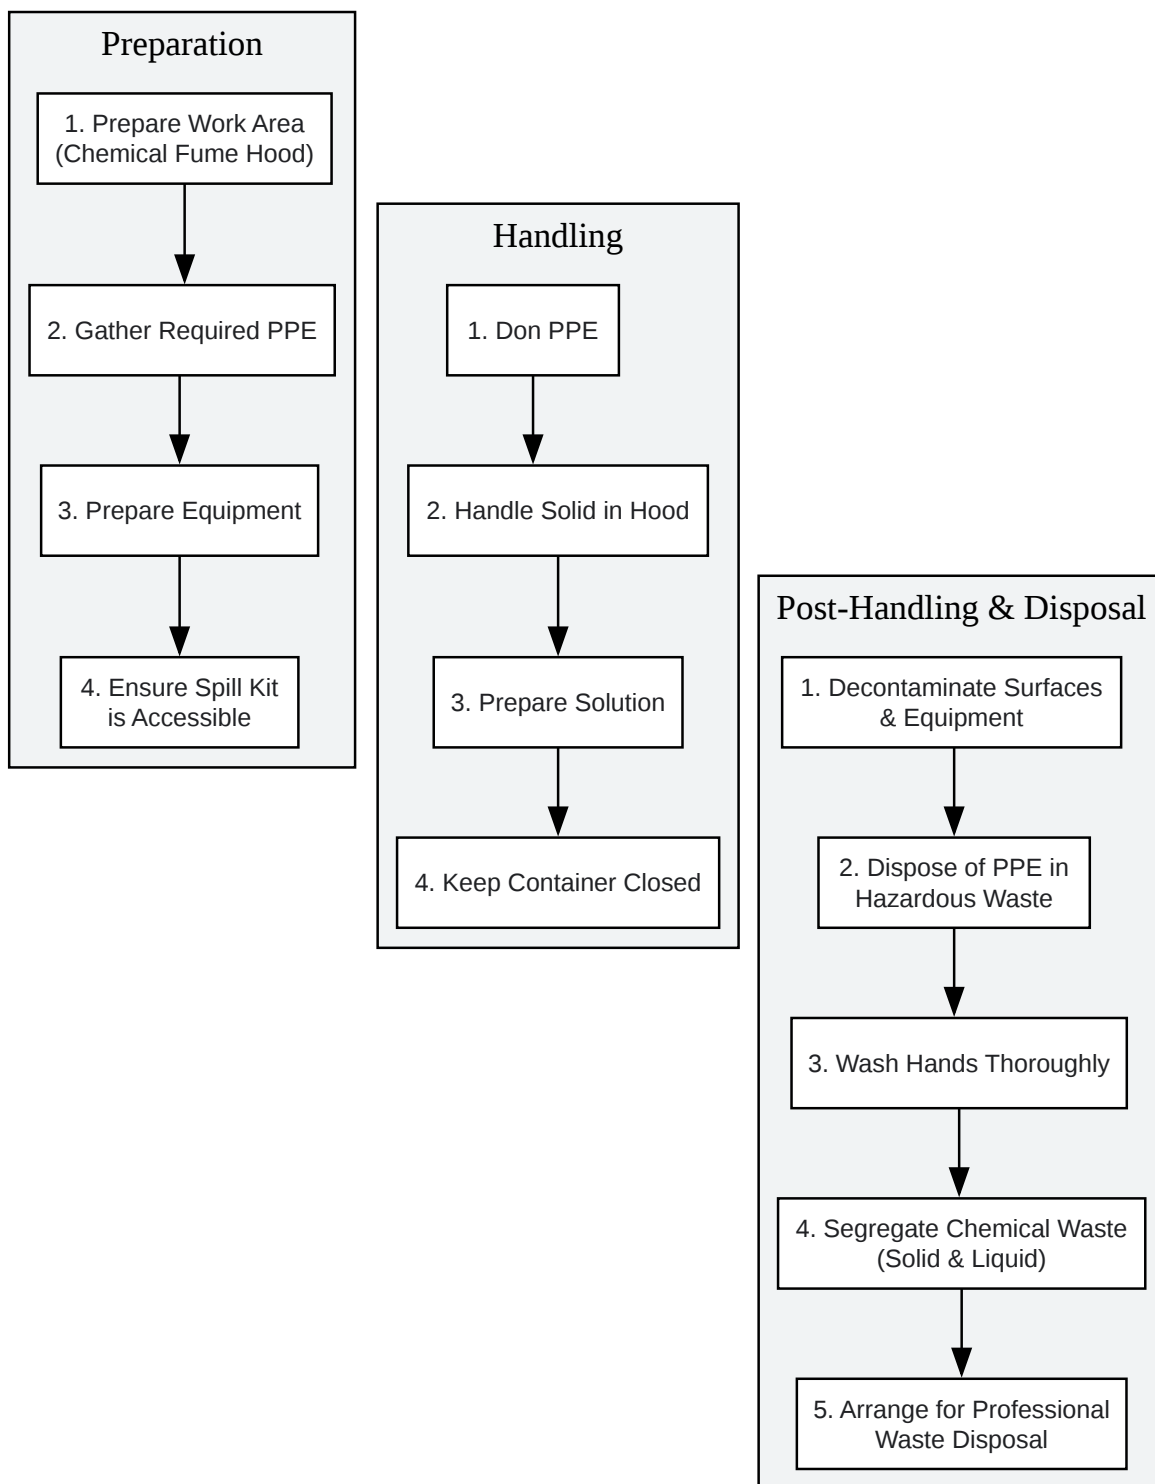 Preparation
1. Prepare Work Area
(Chemical Fume Hood)
2. Gather Required PPE
3. Prepare Equipment
4. Ensure Spill Kit
is Accessible
Handling
1. Don PPE
2. Handle Solid in Hood
3. Prepare Solution
4. Keep Container Closed
Post-Handling & Disposal
1. Decontaminate Surfaces
& Equipment
2. Dispose of PPE in
Hazardous Waste
3. Wash Hands Thoroughly
4. Segregate Chemical Waste
(Solid & Liquid)
5. Arrange for Professional
Waste Disposal